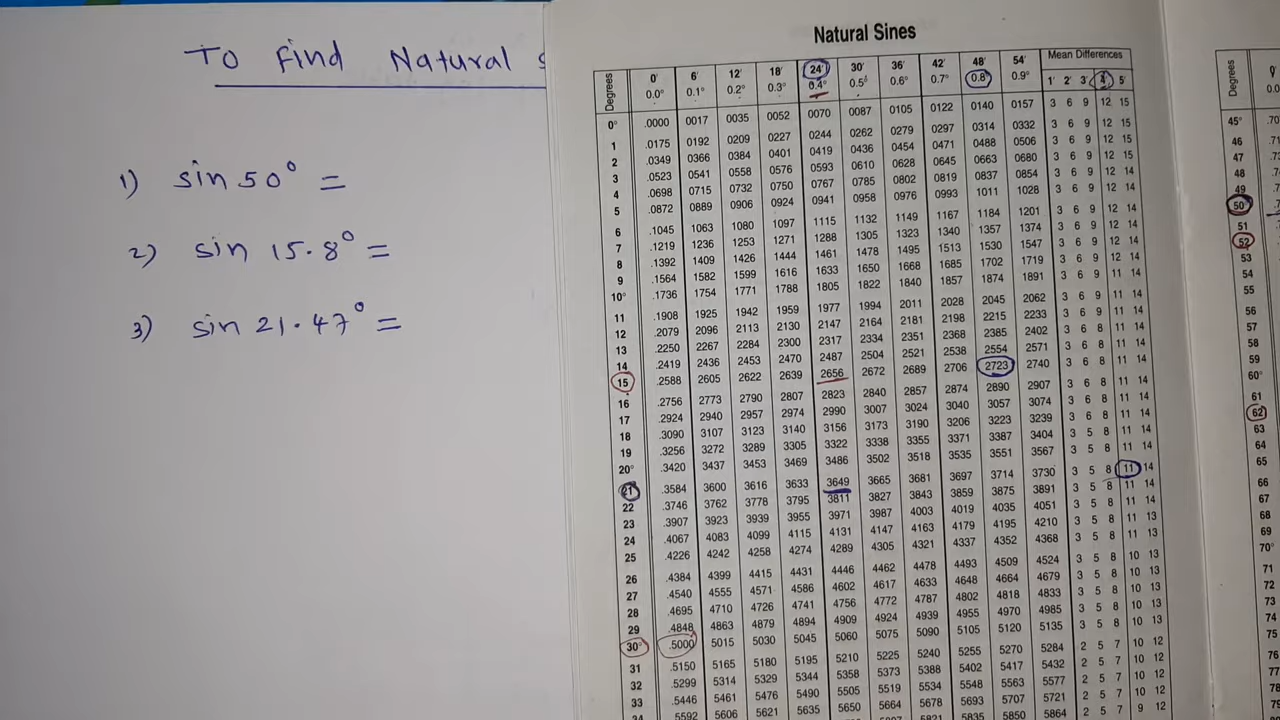 To Find Natural
1) sin 50° =
2) sin 15.8° =
3) sin 21.47° =
Natural Sines
Degrees 0' 6' 12' 18' 24' 30' 36' 42' 48' 54' Mean Differences
0.0° 0.1° 0.2° 0.3° 0.4° 0.5° 0.6° 0.7° 0.8° 0.9° 1' 2' 3' 4' 5'
0° .0000 0017 0035 0052 0070 0087 0105 0122 0140 0157 3 6 9 12 15
1 .0175 0192 0209 0227 0244 0262 0279 0297 0314 0332 3 6 9 12 15
2 .0349 0366 0384 0401 0419 0436 0454 0471 0488 0506 3 6 9 12 15
3 .0523 0541 0558 0576 0593 0610 0628 0645 0663 0680 3 6 9 12 15
4 .0698 0715 0732 0750 0767 0785 0802 0819 0837 0854 3 6 9 12 14
5 .0872 0889 0906 0924 0941 0958 0976 0993 1011 1028 3 6 9 12 14
6 .1045 1063 1080 1097 1115 1132 1149 1167 1184 1201 3 6 9 12 14
7 .1219 1236 1253 1271 1288 1305 1323 1340 1357 1374 3 6 9 12 14
8 .1392 1409 1426 1444 1461 1478 1495 1513 1530 1547 3 6 9 12 14
9 .1564 1582 1599 1616 1633 1650 1668 1685 1702 1719 3 6 9 12 14
10° .1736 1754 1771 1788 1805 1822 1840 1857 1874 1891 3 6 9 11 14
11 .1908 1925 1942 1959 1977 1994 2011 2028 2045 2062 3 6 9 11 14
12 .2079 2096 2113 2130 2147 2164 2181 2198 2215 2233 3 6 9 11 14
13 .2250 2267 2284 2300 2317 2334 2351 2368 2385 2402 3 6 8 11 14
14 .2419 2436 2453 2470 2487 2504 2521 2538 2554 2571 3 6 8 11 14
15 .2588 2605 2622 2639 2656 2672 2689 2706 2723 2740 3 6 8 11 14
16 .2756 2773 2790 2807 2823 2840 2857 2874 2890 2907 3 6 8 11 14
17 .2924 2940 2957 2974 2990 3007 3024 3040 3057 3074 3 6 8 11 14
18 .3090 3107 3123 3140 3156 3173 3190 3206 3223 3239 3 6 8 11 14
19 .3256 3272 3289 3305 3322 3338 3355 3371 3387 3404 3 5 8 11 14
20° .3420 3437 3453 3469 3486 3502 3518 3535 3551 3567 3 5 8 11 14
21 .3584 3600 3616 3633 3649 3665 3681 3697 3714 3730 3 5 8 11 14
22 .3746 3762 3778 3795 3811 3827 3843 3859 3875 3891 3 5 8 11 14
23 .3907 3923 3939 3955 3971 3987 4003 4019 4035 4051 3 5 8 11 14
24 .4067 4083 4099 4115 4131 4147 4163 4179 4195 4210 3 5 8 11 13
25 .4226 4242 4258 4274 4289 4305 4321 4337 4352 4368 3 5 8 11 13
26 .4384 4399 4415 4431 4446 4462 4478 4493 4509 4524 3 5 8 10 13
27 .4540 4555 4571 4586 4602 4617 4633 4648 4664 4679 3 5 8 10 13
28 .4695 4710 4726 4741 4756 4772 4787 4802 4818 4833 3 5 8 10 13
29 .4848 4863 4879 4894 4909 4924 4939 4955 4970 4985 3 5 8 10 13
30° .5000 5015 5030 5045 5060 5075 5090 5105 5120 5135 3 5 8 10 13
31 .5150 5165 5180 5195 5210 5225 5240 5255 5270 5284 2 5 7 10 12
32 .5299 5314 5329 5344 5358 5373 5388 5402 5417 5432 2 5 7 10 12
33 .5446 5461 5476 5490 5505 5519 5534 5548 5563 5577 2 5 7 10 12
34 .5592 5606 5621 5635 5650 5664 5678 5693 5707 5721 2 5 7 10 12
5835 5850 5864 2 5 7 9 12
Degrees
45°
46
47
48
49
50
51
52
53
54
55
56
57
58
59
60°
61
62
63
64
65
66
67
68
69
70°
71
72
73
74
75
76
77
78